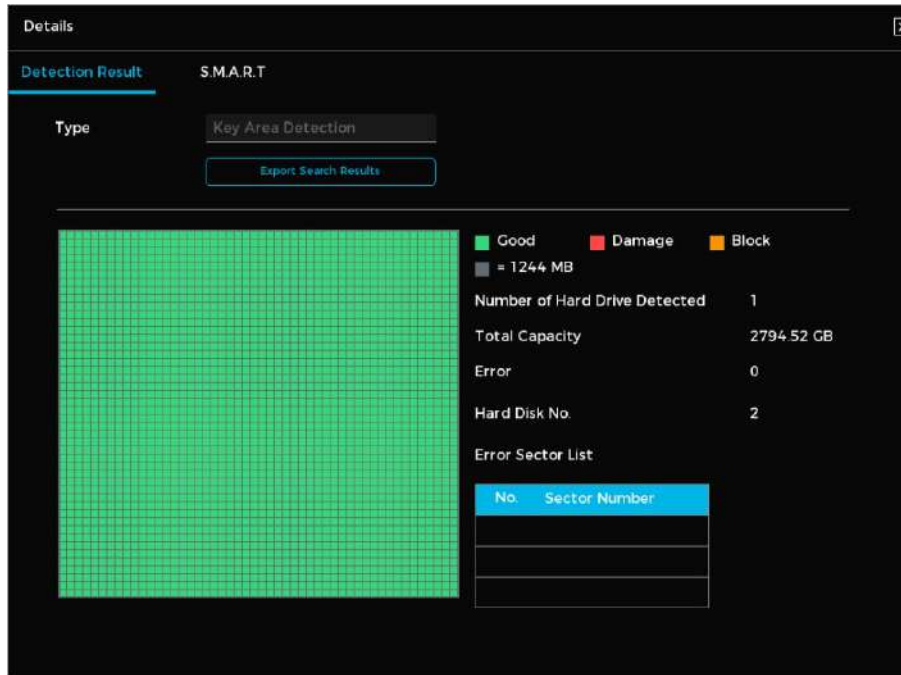 Details
Detection Result S.M.A.R.T
Type Key Area Detection
Export Search Results
Good Damage Block
= 1244 MB
Number of Hard Drive Detected 1
Total Capacity 2794.52 GB
Error 0
Hard Disk No. 2
Error Sector List
No. Sector Number